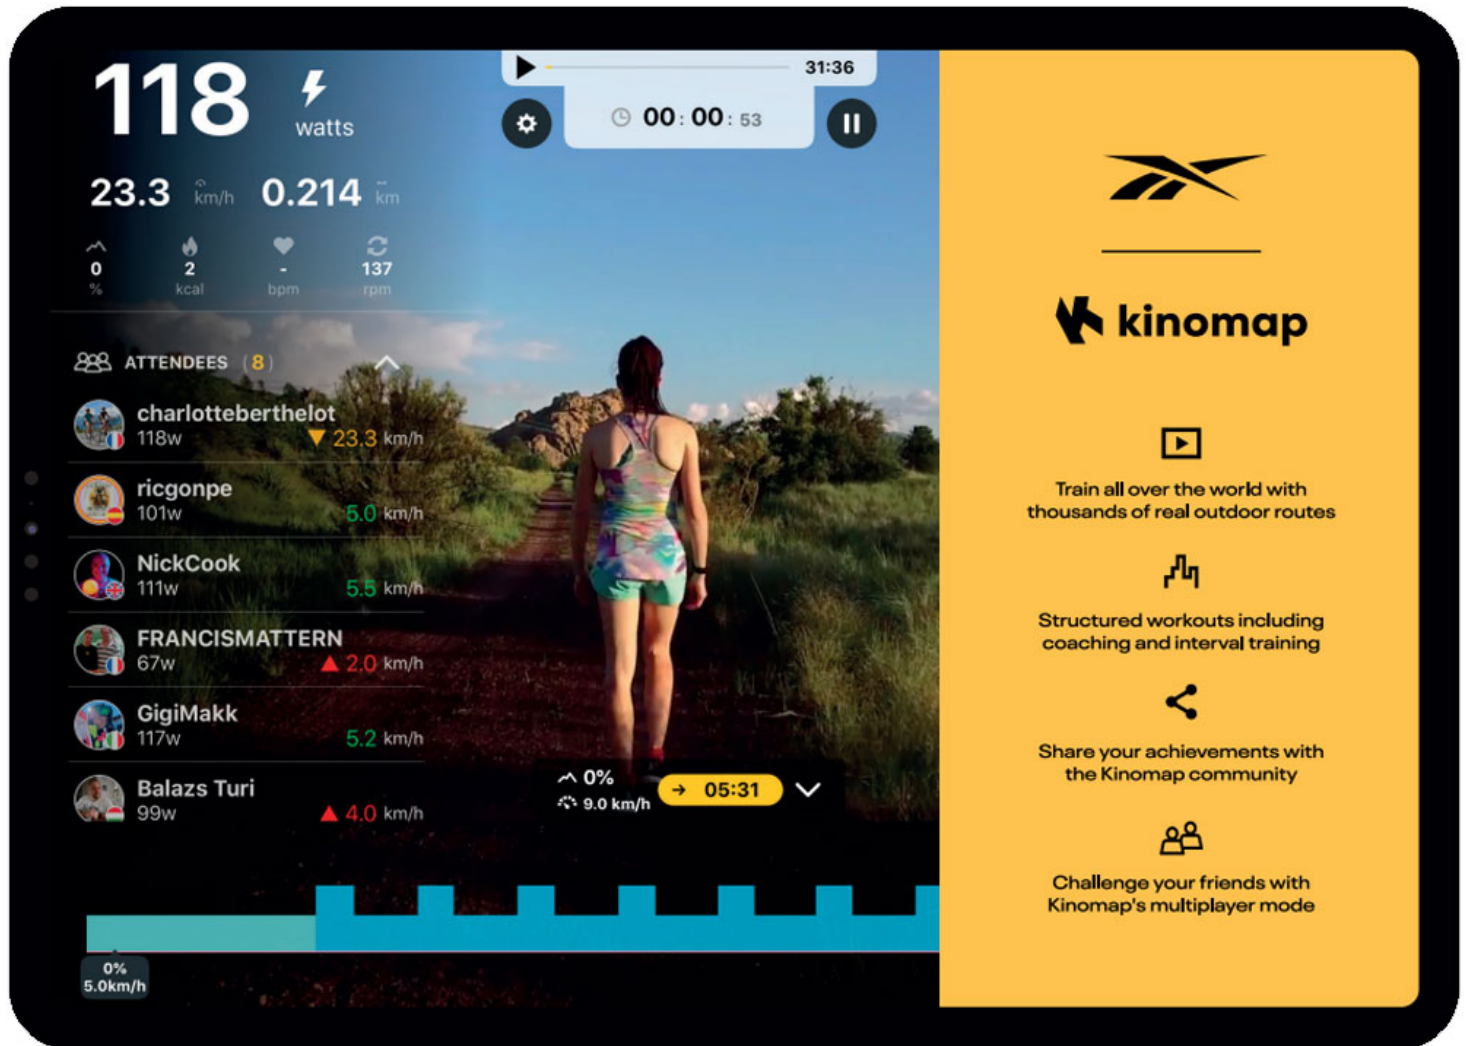 118 watts
23.3 km/h 0.214 km
0 2 - 137
% kcal bpm rpm
ATTENDEES (8)
charlotteberthelot
118w ▼ 23.3 km/h
ricgonpe
101w 5.0 km/h
NickCook
111w 5.5 km/h
FRANCISMATTERN
67w ▲ 2.0 km/h
GigiMakk
117w 5.2 km/h
Balazs Turi
99w ▲ 4.0 km/h
0%
5.0km/h
31:36
00:00:53
0%
9.0 km/h
→ 05:31
kinomap
Train all over the world with
thousands of real outdoor routes
Structured workouts including
coaching and interval training
Share your achievements with
the Kinomap community
Challenge your friends with
Kinomap's multiplayer mode